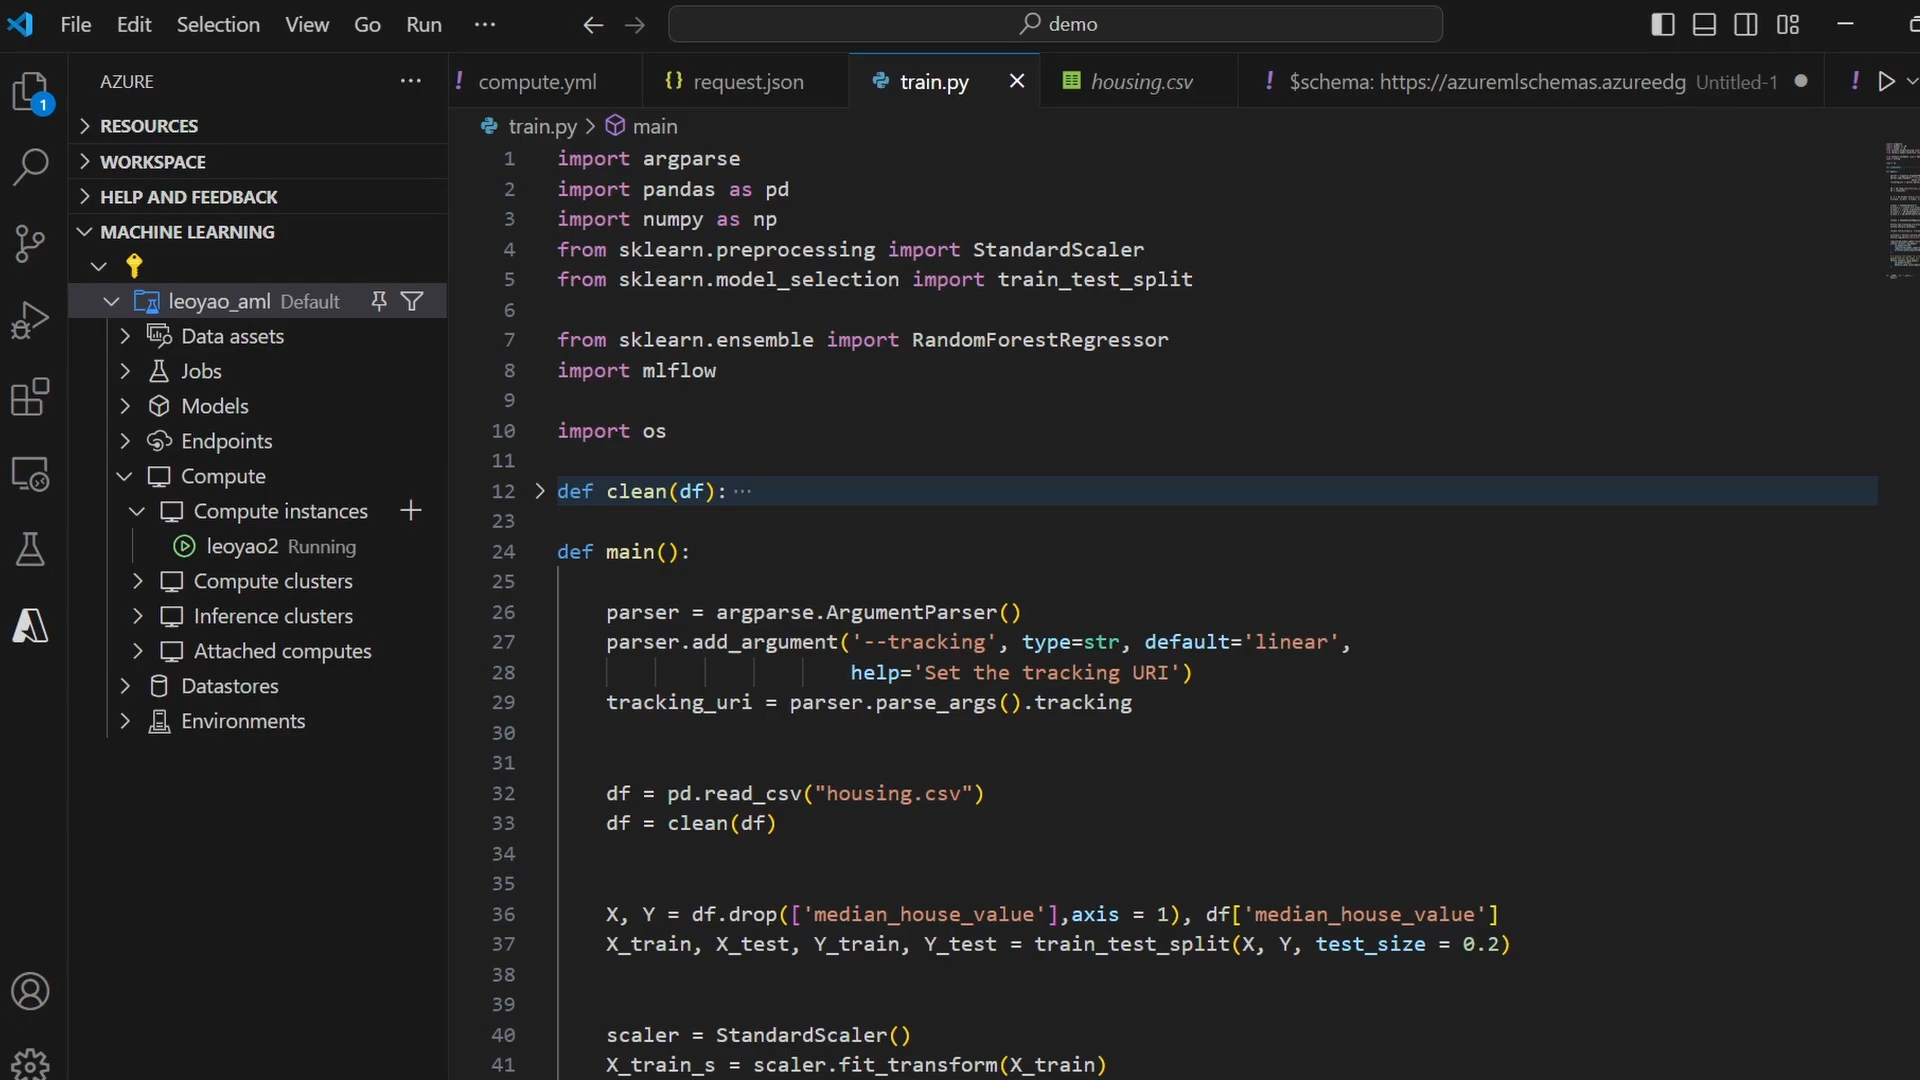 File Edit Selection View Go Run ···
demo
AZURE ···
RESOURCES
WORKSPACE
HELP AND FEEDBACK
MACHINE LEARNING
leoyao_aml Default
Data assets
Jobs
Models
Endpoints
Compute
Compute instances
leoyao2 Running
Compute clusters
Inference clusters
Attached computes
Datastores
Environments
1
! compute.yml {} request.json train.py × housing.csv ! $schema: https://azuremlschemas.azureedg Untitled-1 !
train.py > main
1 import argparse
2 import pandas as pd
3 import numpy as np
4 from sklearn.preprocessing import StandardScaler
5 from sklearn.model_selection import train_test_split
6
7 from sklearn.ensemble import RandomForestRegressor
8 import mlflow
9
10 import os
11
12 def clean(df): ···
23
24 def main():
25
26 parser = argparse.ArgumentParser()
27 parser.add_argument('--tracking', type=str, default='linear',
28 help='Set the tracking URI')
29 tracking_uri = parser.parse_args().tracking
30
31
32 df = pd.read_csv("housing.csv")
33 df = clean(df)
34
35
36 X, Y = df.drop(['median_house_value'],axis = 1), df['median_house_value']
37 X_train, X_test, Y_train, Y_test = train_test_split(X, Y, test_size = 0.2)
38
39
40 scaler = StandardScaler()
41 X_train_s = scaler.fit_transform(X_train)